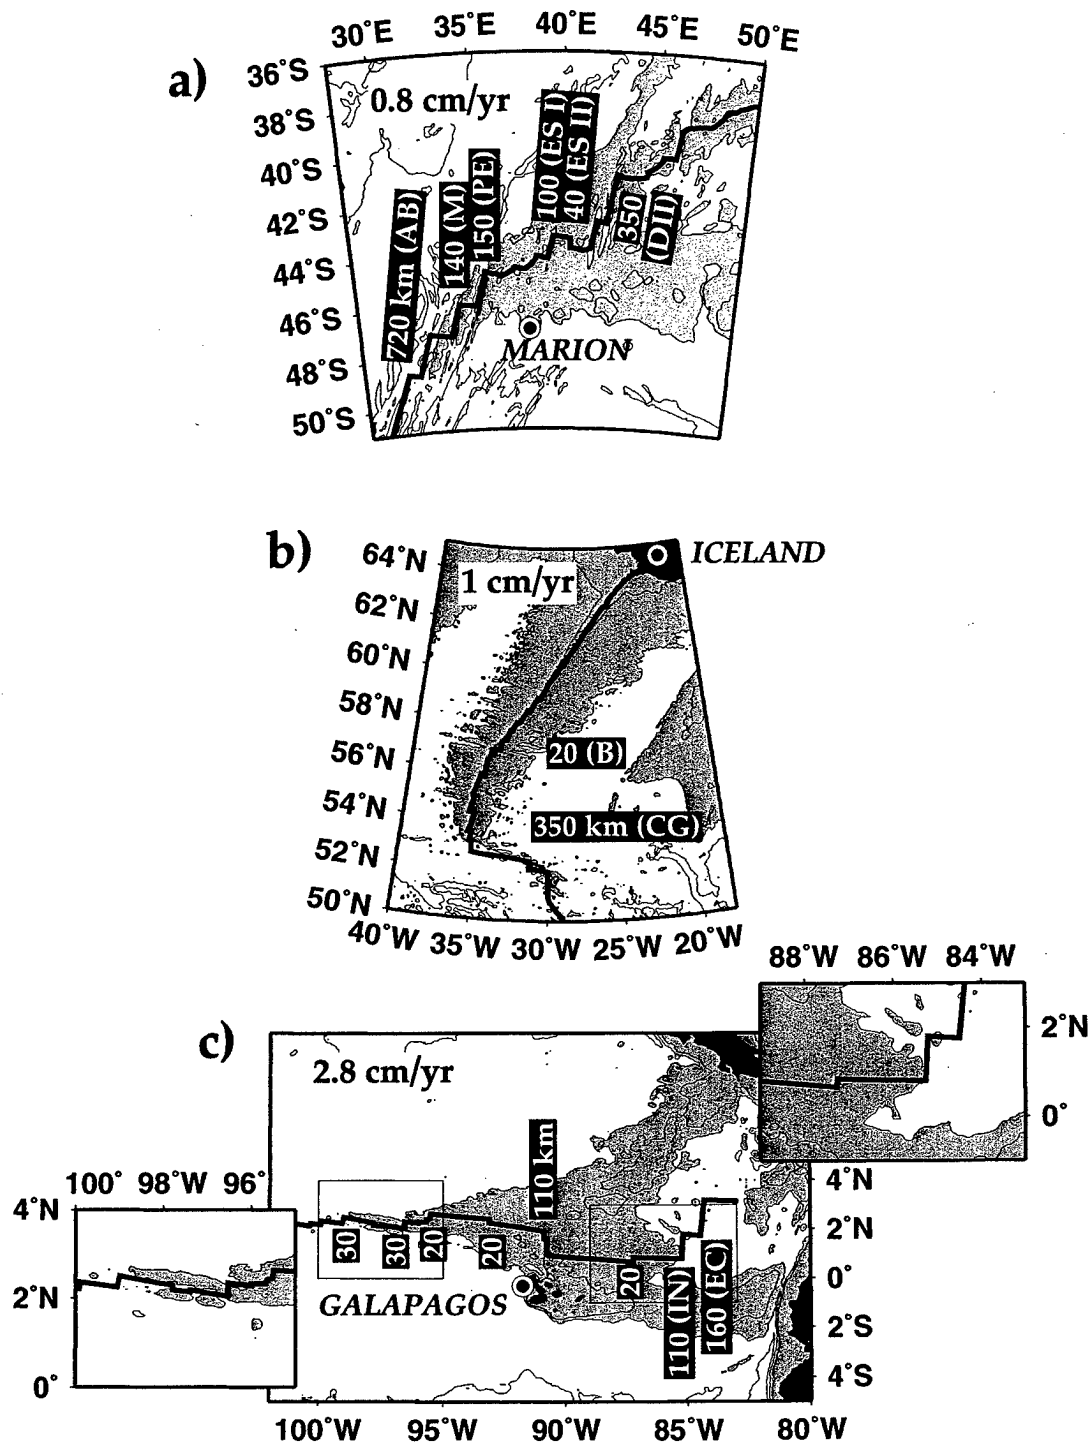 30°E 35°E 40°E 45°E 50°E
a)
36°S
38°S
40°S
42°S
44°S
46°S
48°S
50°S
0.8 cm/yr
720 km (AB)
140 (M)
150 (PE)
100 (ES I)
40 (ES II)
350
(DII)
MARION
b)
64°N
62°N
60°N
58°N
56°N
54°N
52°N
50°N
1 cm/yr
ICELAND
20 (B)
350 km (CG)
40°W 35°W 30°W 25°W 20°W
88°W 86°W 84°W
2°N
0°
c)
2.8 cm/yr
110 km
30
30
20
20
20
110 (IN)
160 (EC)
GALAPAGOS
100° 98°W 96°
4°N
2°N
0°
4°N
2°N
0°
2°S
4°S
100°W 95°W 90°W 85°W 80°W